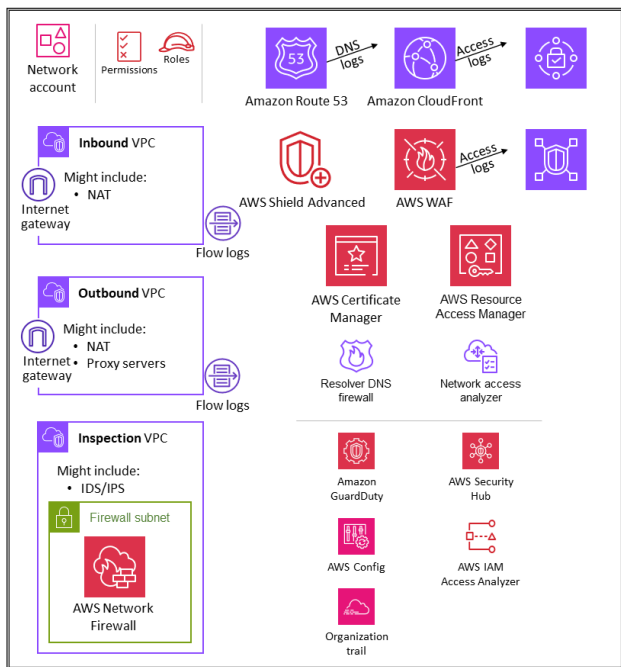 Network
account
Permissions
Roles
53
DNS
logs
Access
logs
Amazon Route 53
Amazon CloudFront
Inbound VPC
Might include:
• NAT
Internet
gateway
Flow logs
AWS Shield Advanced
AWS WAF
Access
logs
Outbound VPC
Might include:
• NAT
• Proxy servers
Internet
gateway
Flow logs
AWS Certificate
Manager
AWS Resource
Access Manager
Resolver DNS
firewall
Network access
analyzer
Inspection VPC
Might include:
• IDS/IPS
Firewall subnet
AWS Network
Firewall
Amazon
GuardDuty
AWS Security
Hub
AWS Config
AWS IAM
Access Analyzer
Organization
trail